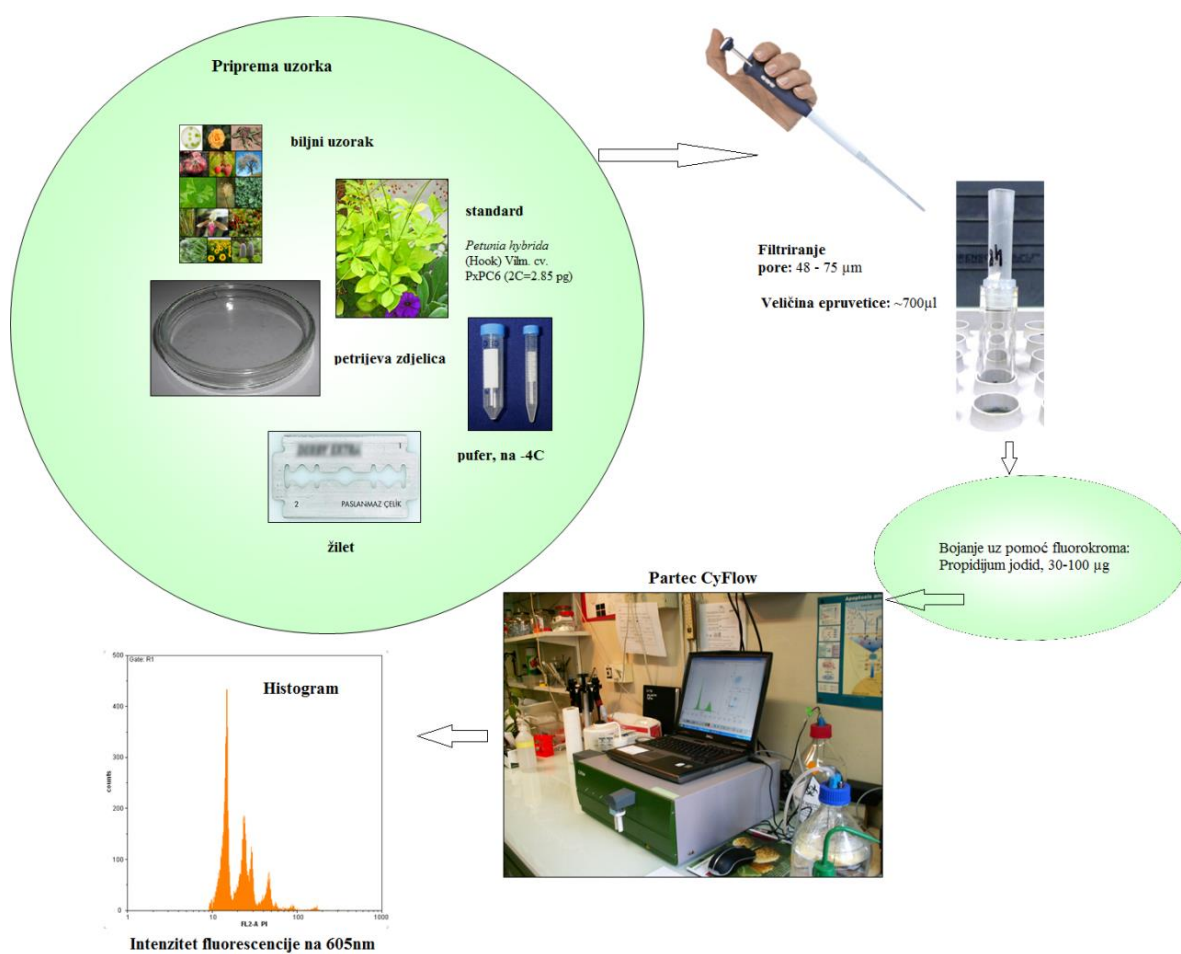 Priprema uzorka
biljni uzorak
standard
Petunia hybrida
(Hook) Vilm. cv.
PxPC6 (2C=2.85 pg)
petrijeva zdjelica
pufer, na -4C
1
2 PASLANMAZ ÇELİK
žilet
Filtriranje
pore: 48 - 75 µm
Veličina epruvetice: ~700µl
Bojanje uz pomoć fluorokroma:
Propidijum jodid, 30-100 µg
Partec CyFlow
Gate: R1
Histogram
500
400
300
200
100
0
counts
1 10 100 1000
FL2-A PI
Intenzitet fluorescencije na 605nm